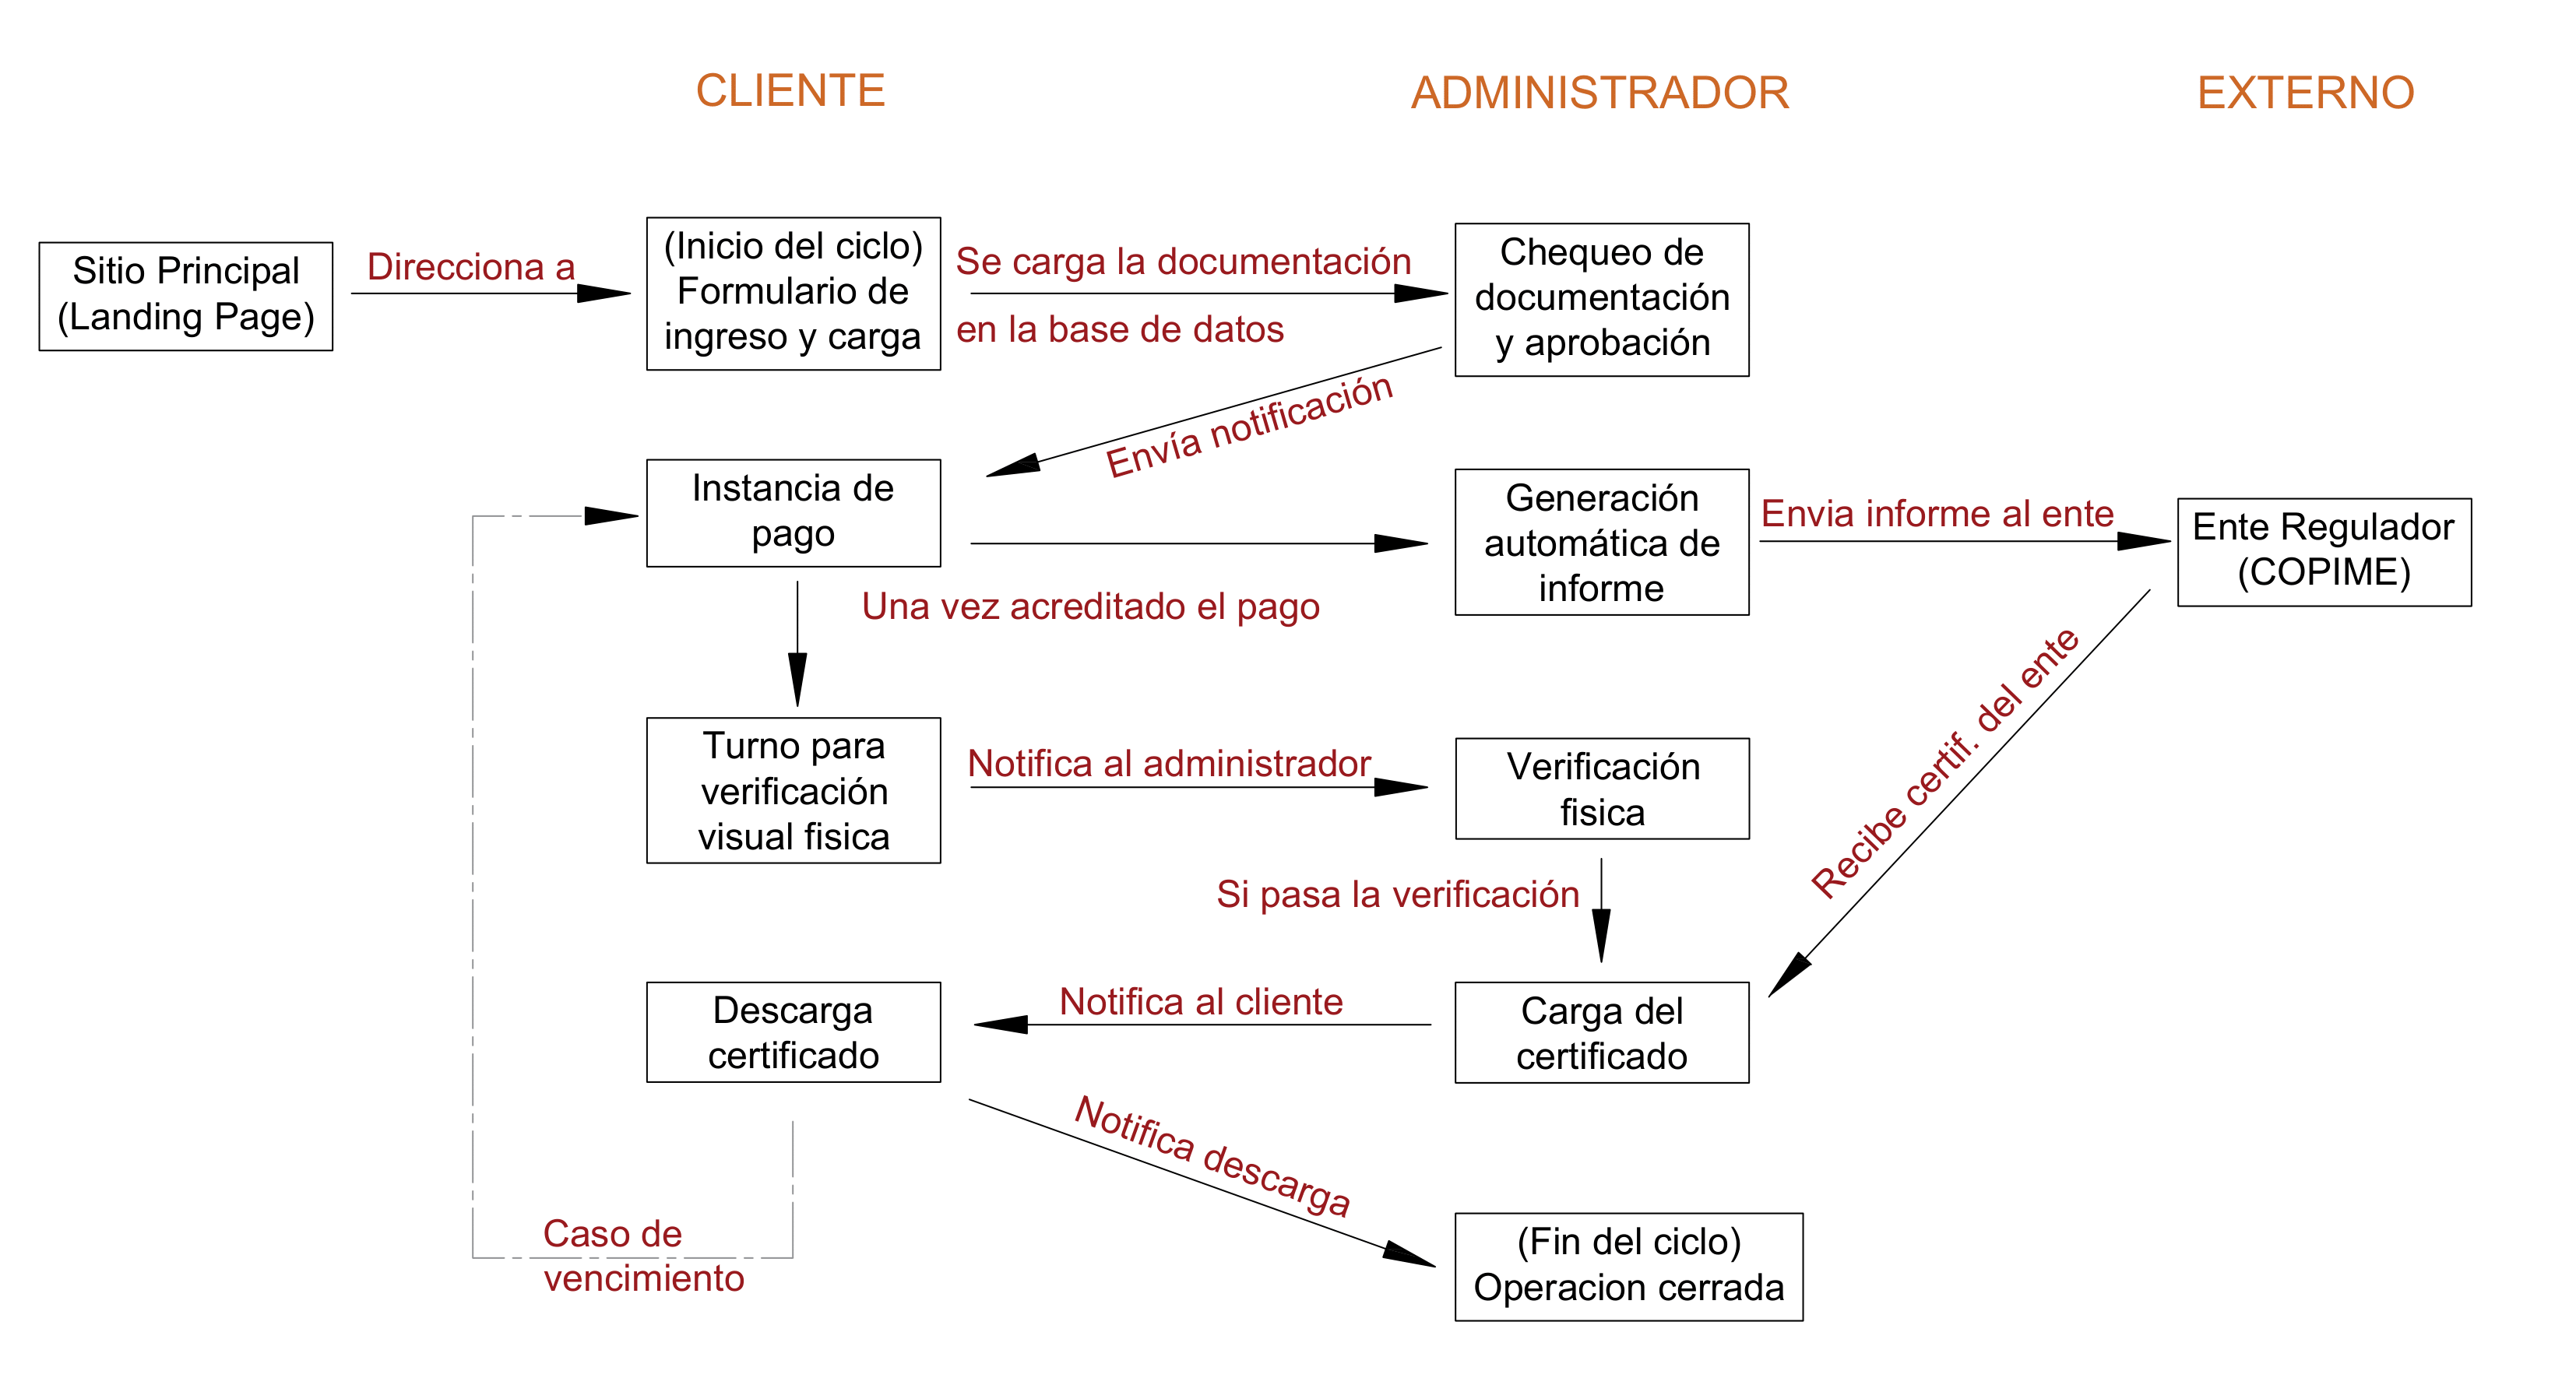 CLIENTE
ADMINISTRADOR
EXTERNO
Sitio Principal
(Landing Page)
Direcciona a
(Inicio del ciclo)
Formulario de
ingreso y carga
Se carga la documentación
en la base de datos
Chequeo de
documentación
y aprobación
Envía notificación
Instancia de
pago
Una vez acreditado el pago
Generación
automática de
informe
Envia informe al ente
Ente Regulador
(COPIME)
Turno para
verificación
visual fisica
Notifica al administrador
Verificación
fisica
Si pasa la verificación
Recibe certif. del ente
Descarga
certificado
Notifica al cliente
Carga del
certificado
Notifica descarga
Caso de
vencimiento
(Fin del ciclo)
Operacion cerrada